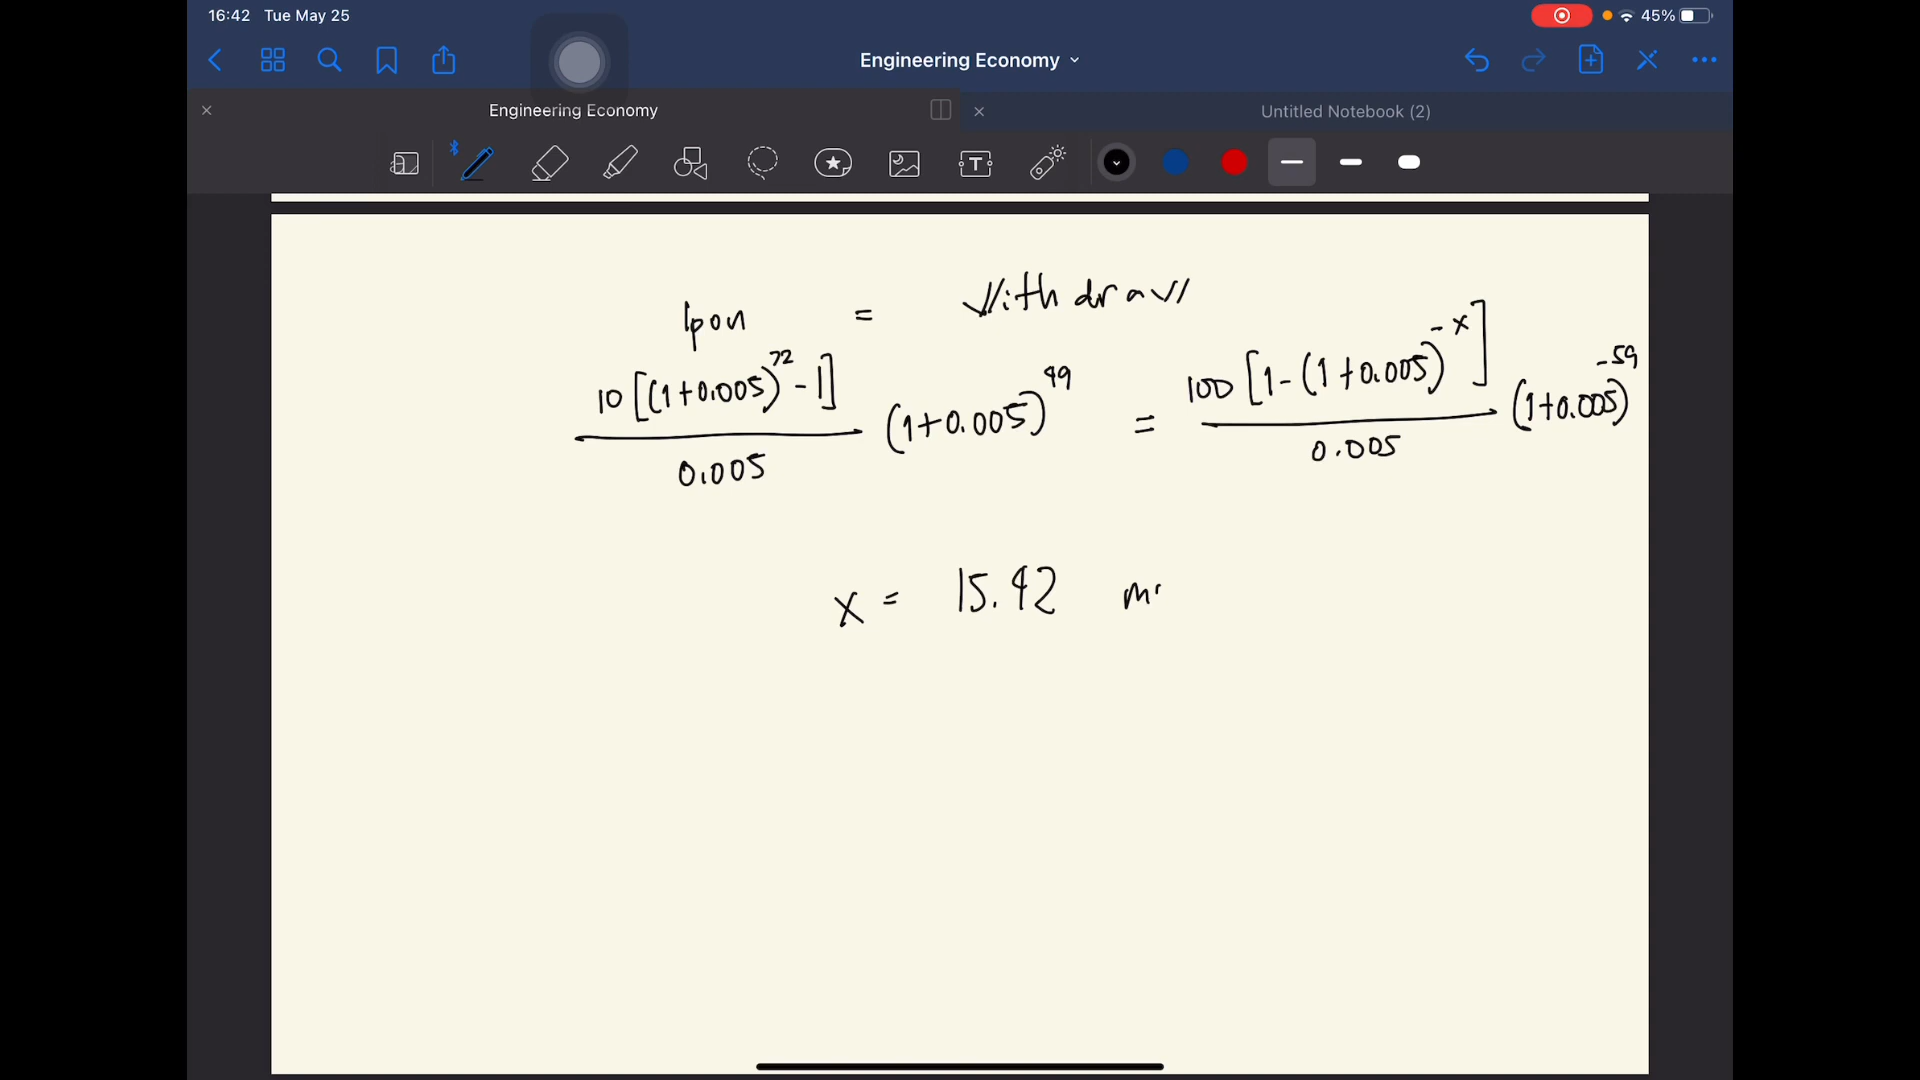 16:42 Tue May 25
45%
Engineering Economy
Engineering Economy
Untitled Notebook (2)
Ipon = Withdraw
10[(1+0.005)^72 - 1] / 0.005 (1+0.005)^49 = 100[1-(1+0.005)^-x] / 0.005 (1+0.005)^-59
x = 15.42